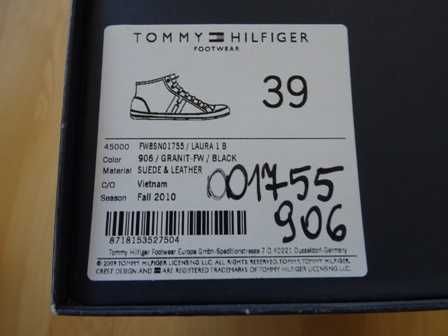 TOMMY HILFIGER
FOOTWEAR
39
45000 FW8SN01755 / LAURA 1 B
Color 906 / GRANIT-FW / BLACK
Material SUEDE & LEATHER
C/O Vietnam
Season Fall 2010
001755
906
8718153527504
Tommy Hilfiger Footwear Europe GmbH-Speditionstrasse 7 D 40221 Dusseldorf-Germany
© 2009 TOMMY HILFIGER LICENSING LLC. ALL RIGHTS RESERVED. TOMMY HILFIGER,
CREST DESIGN AND ARE REGISTERED TRADEMARKS OF TOMMY HILFIGER LICENSING LLC.